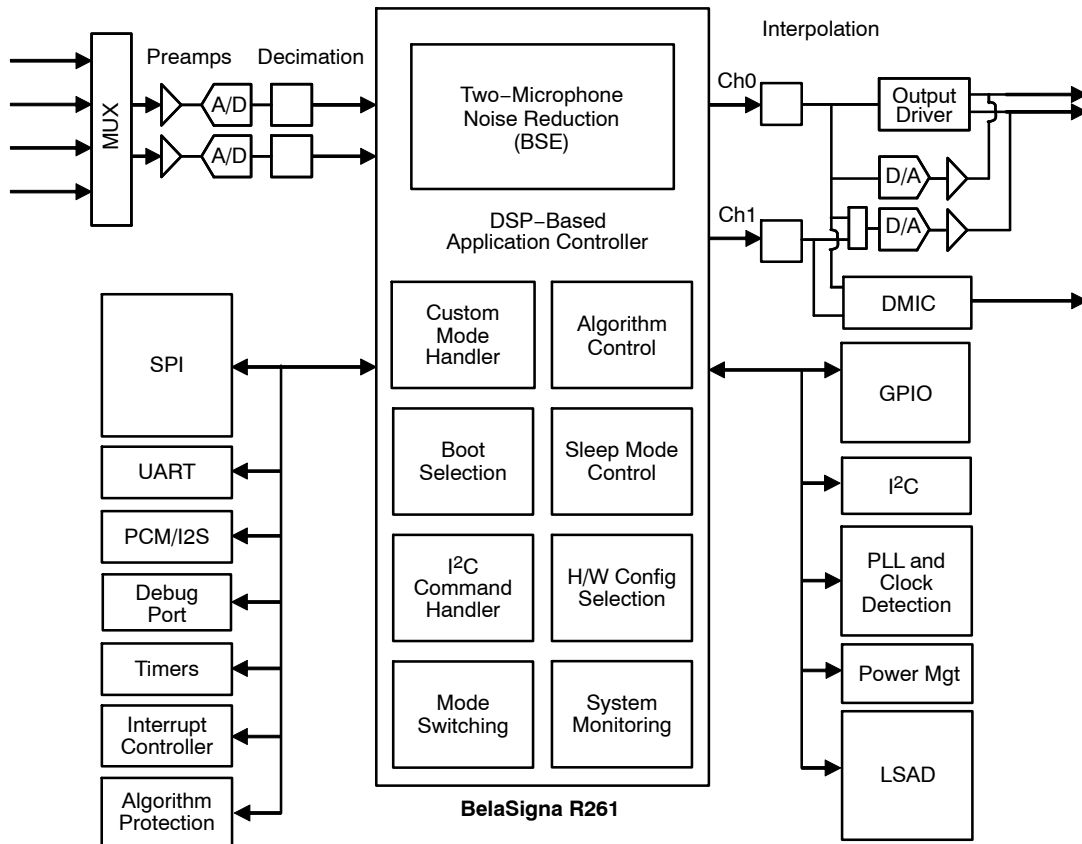 Interpolation
Preamps
Decimation
MUX
A/D
A/D
Two−Microphone
Noise Reduction
(BSE)
DSP−Based
Application Controller
Ch0
Ch1
Output
Driver
D/A
D/A
DMIC
SPI
UART
PCM/I2S
Debug
Port
Timers
Interrupt
Controller
Algorithm
Protection
Custom
Mode
Handler
Algorithm
Control
Boot
Selection
Sleep Mode
Control
I²C
Command
Handler
H/W Config
Selection
Mode
Switching
System
Monitoring
BelaSigna R261
GPIO
I²C
PLL and
Clock
Detection
Power Mgt
LSAD